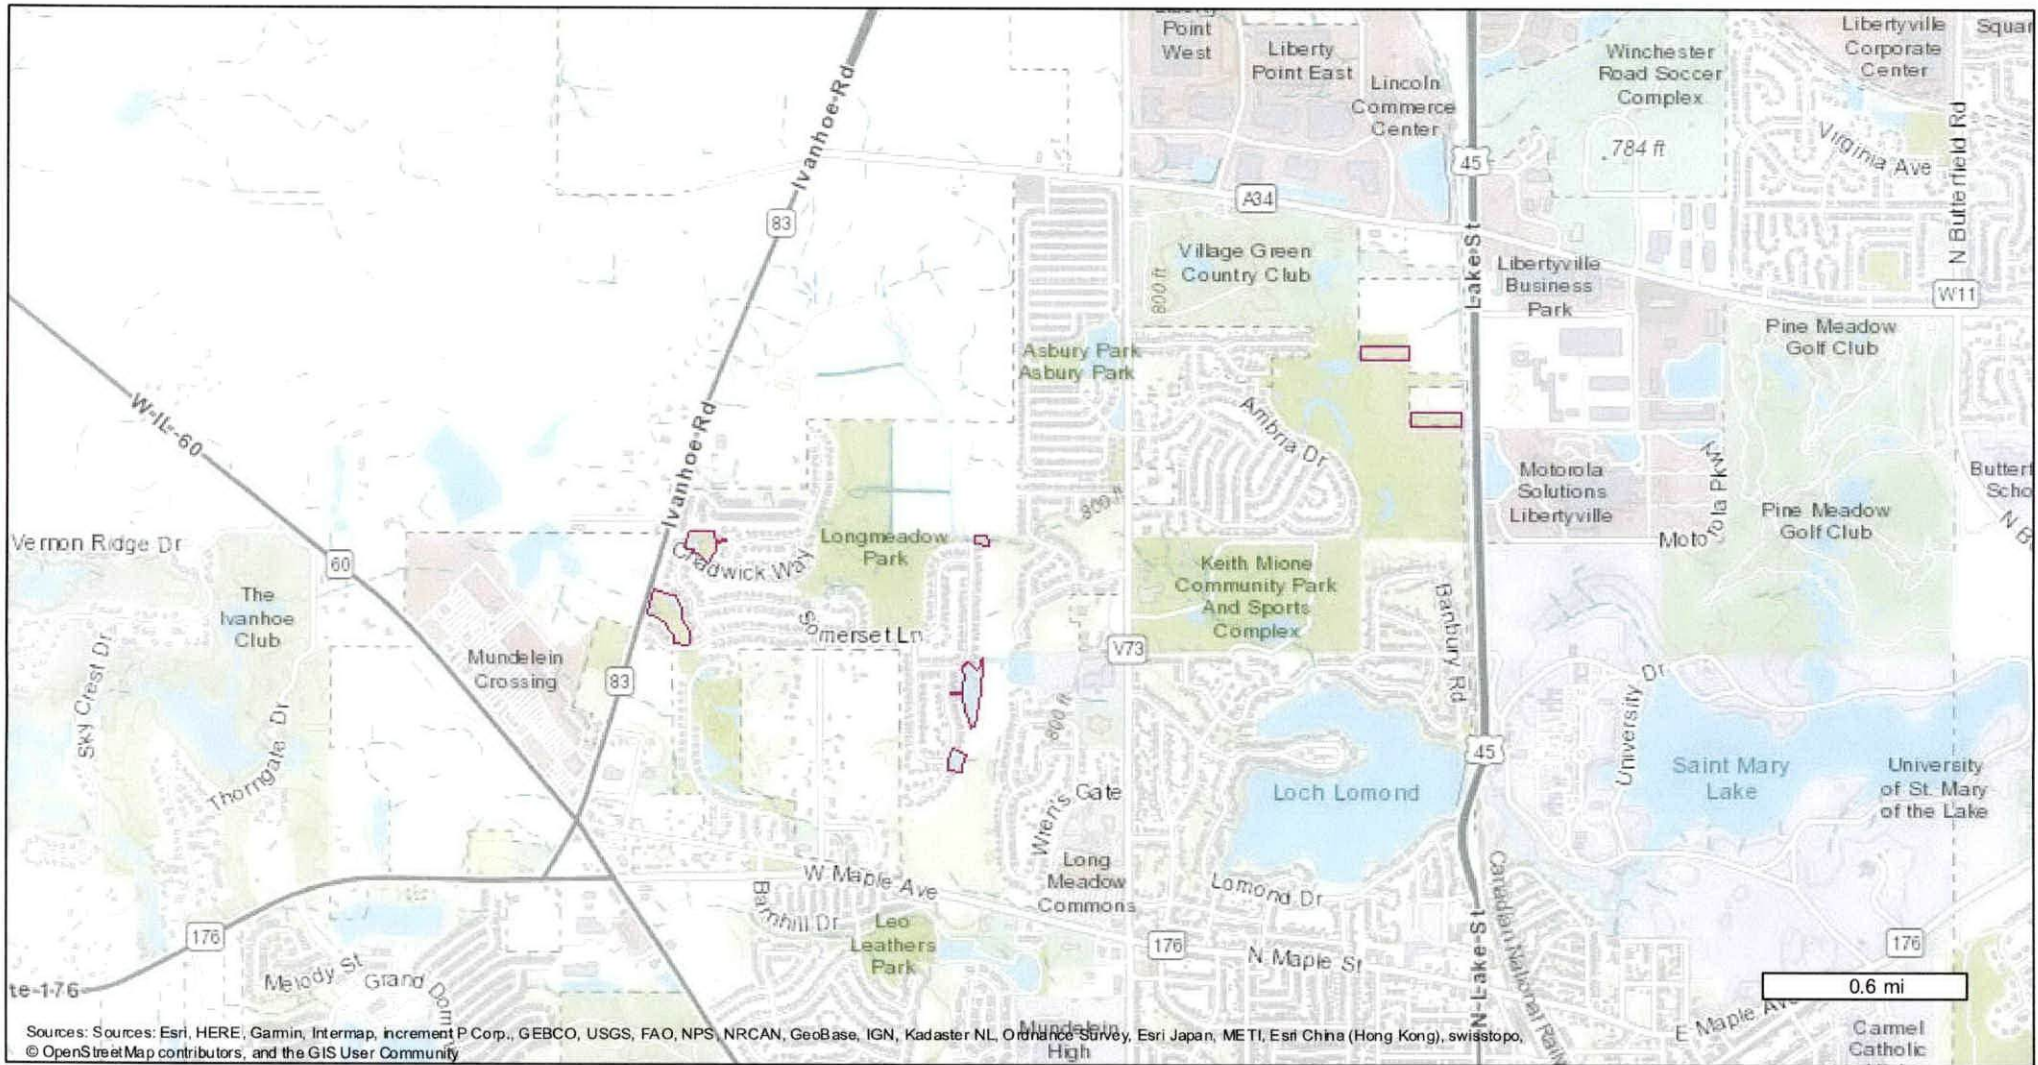 Point
West
Liberty
Point East
Lincoln
Commerce
Center
Winchester
Road Soccer
Complex
Libertyville
Corporate
Center
Squar
Ivanhoe Rd
45
784 ft
Virginia Ave
N Butterfield Rd
A34
83
Village Green
Country Club
800 ft
Lake St
Libertyville
Business
Park
W11
Pine Meadow
Golf Club
Asbury Park
Asbury Park
W-IL-60
Ivanhoe Rd
Ambria Dr
Motorola
Solutions
Libertyville
Motorola Pkwy
Pine Meadow
Golf Club
Butterf
Scho
N B
800 ft
Vernon Ridge Dr
60
Chadwick Way
Longmeadow
Park
Keith Mione
Community Park
And Sports
Complex
Banbury Rd
The
Ivanhoe
Club
Somerset Ln
V73
Mundelein
Crossing
83
Sky Crest Dr
Thorngate Dr
800 ft
University Dr
45
Loch Lomond
Saint Mary
Lake
University
of St. Mary
of the Lake
Wren's Gate
Long
Meadow
Commons
W Maple Ave
Barnhill Dr
Leo
Leathers
Park
Lomond Dr
Canadian National Railw
176
176
176
N Maple St
N-Lake-St
te-176
Melody St
Grand Dom
0.6 mi
E Maple Ave
Carmel
Catholic
Mundelein
High
Sources: Sources: Esri, HERE, Garmin, Intermap, increment P Corp., GEBCO, USGS, FAO, NPS, NRCAN, GeoBase, IGN, Kadaster NL, Ordnance Survey, Esri Japan, METI, Esri China (Hong Kong), swisstopo,
© OpenStreetMap contributors, and the GIS User Community